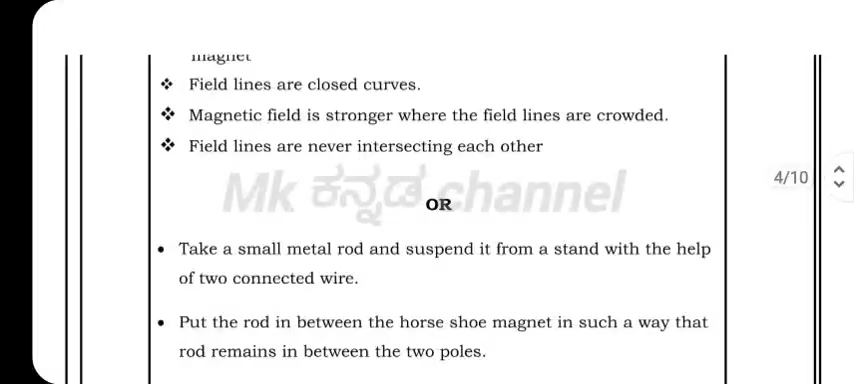 magnet
❖ Field lines are closed curves.
❖ Magnetic field is stronger where the field lines are crowded.
❖ Field lines are never intersecting each other
Mk ಕನ್ನಡ channel
4/10
OR
• Take a small metal rod and suspend it from a stand with the help
of two connected wire.
• Put the rod in between the horse shoe magnet in such a way that
rod remains in between the two poles.